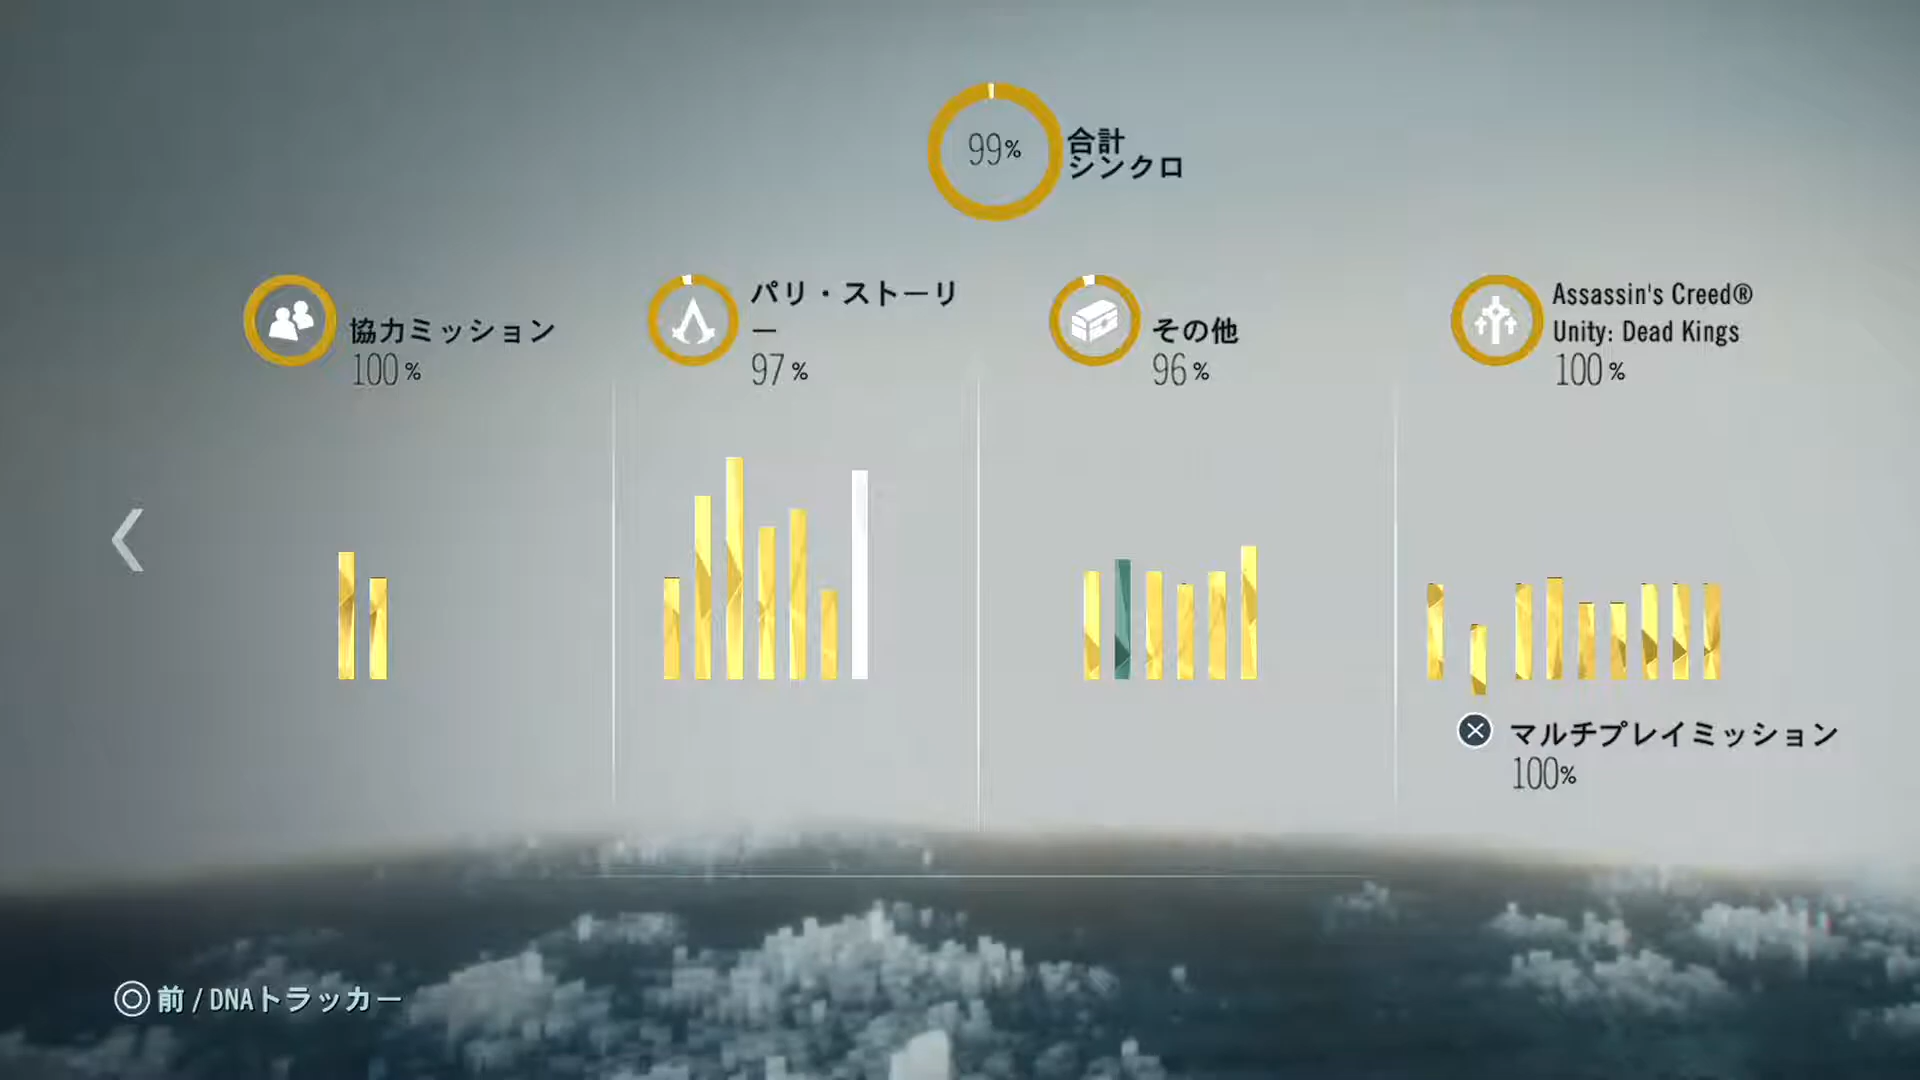 99%
合計
シンクロ
協力ミッション
100%
パリ・ストーリ
ー
97%
その他
96%
Assassin's Creed®
Unity: Dead Kings
100%
マルチプレイミッション
100%
前 / DNAトラッカー